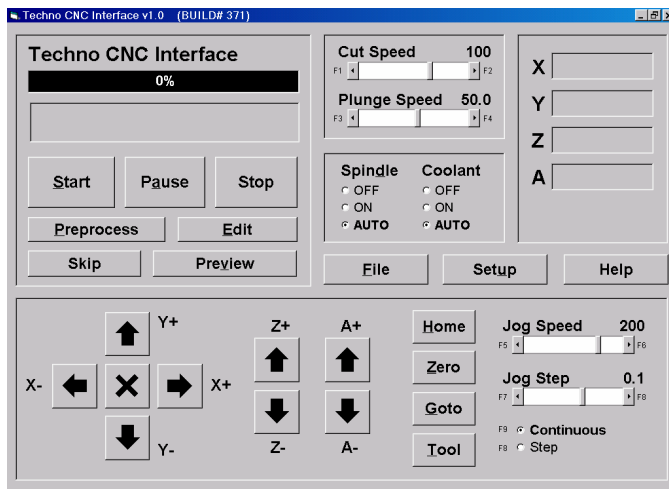 Techno CNC Interface v1.0 (BUILD# 371)
Techno CNC Interface
0%
Start Pause Stop
Preprocess Edit
Skip Preview
Cut Speed 100
F1 F2
Plunge Speed 50.0
F3 F4
Spindle Coolant
OFF OFF
ON ON
AUTO AUTO
X
Y
Z
A
File Setup Help
Y+
X- X+
Y-
Z+ A+
Z- A-
Home
Zero
Goto
Tool
Jog Speed 200
F5 F6
Jog Step 0.1
F7 F8
F9 Continuous
F8 Step